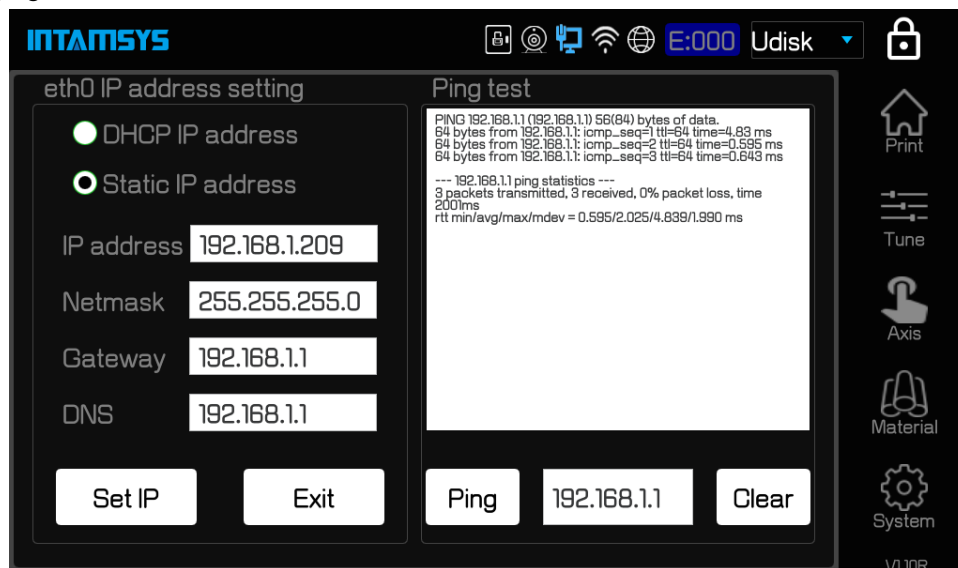 INTAMSYS
E:000
Udisk
eth0 IP address setting
DHCP IP address
Static IP address
IP address 192.168.1.209
Netmask 255.255.255.0
Gateway 192.168.1.1
DNS 192.168.1.1
Set IP
Exit
Ping test
PING 192.168.1.1 (192.168.1.1) 56(84) bytes of data.
64 bytes from 192.168.1.1: icmp_seq=1 ttl=64 time=4.83 ms
64 bytes from 192.168.1.1: icmp_seq=2 ttl=64 time=0.595 ms
64 bytes from 192.168.1.1: icmp_seq=3 ttl=64 time=0.643 ms
--- 192.168.1.1 ping statistics ---
3 packets transmitted, 3 received, 0% packet loss, time
2001ms
rtt min/avg/max/mdev = 0.595/2.025/4.839/1.990 ms
Ping
192.168.1.1
Clear
Print
Tune
Axis
Material
System